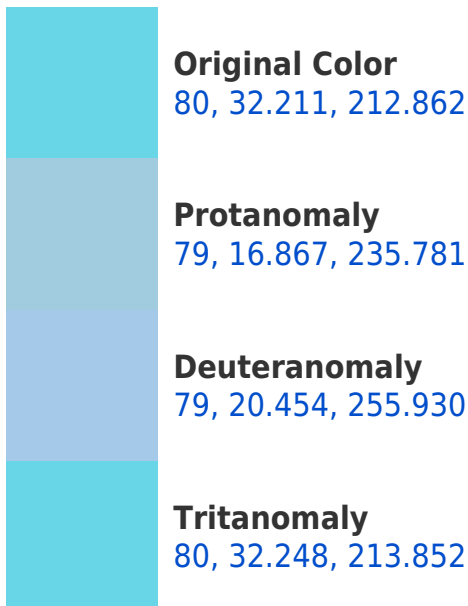 Original Color
80, 32.211, 212.862
Protanomaly
79, 16.867, 235.781
Deuteranomaly
79, 20.454, 255.930
Tritanomaly
80, 32.248, 213.852